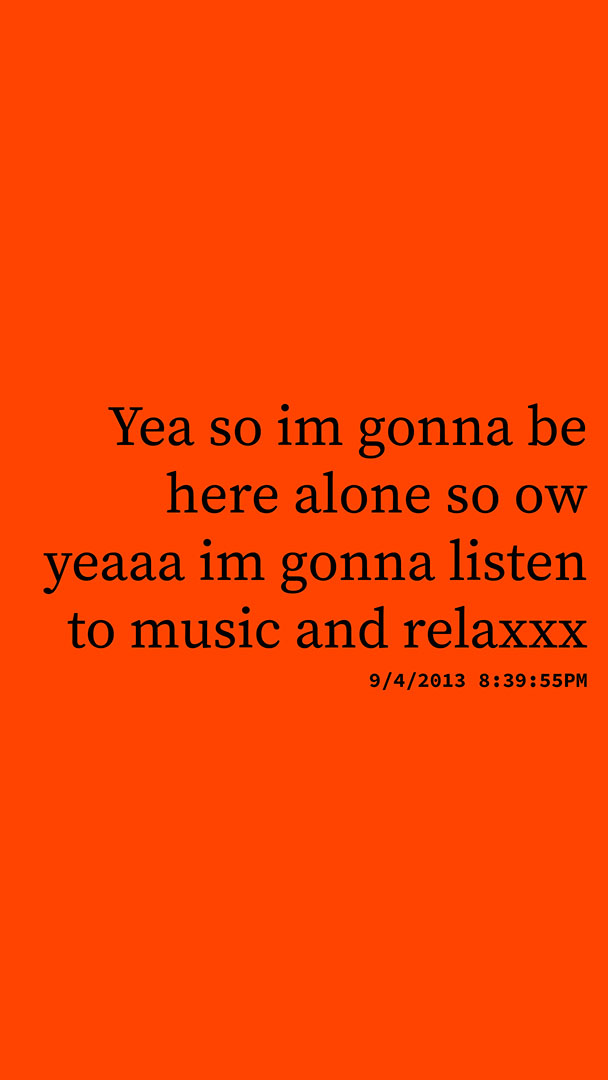 Yea so im gonna be
here alone so ow
yeaaa im gonna listen
to music and relaxxx
9/4/2013 8:39:55PM